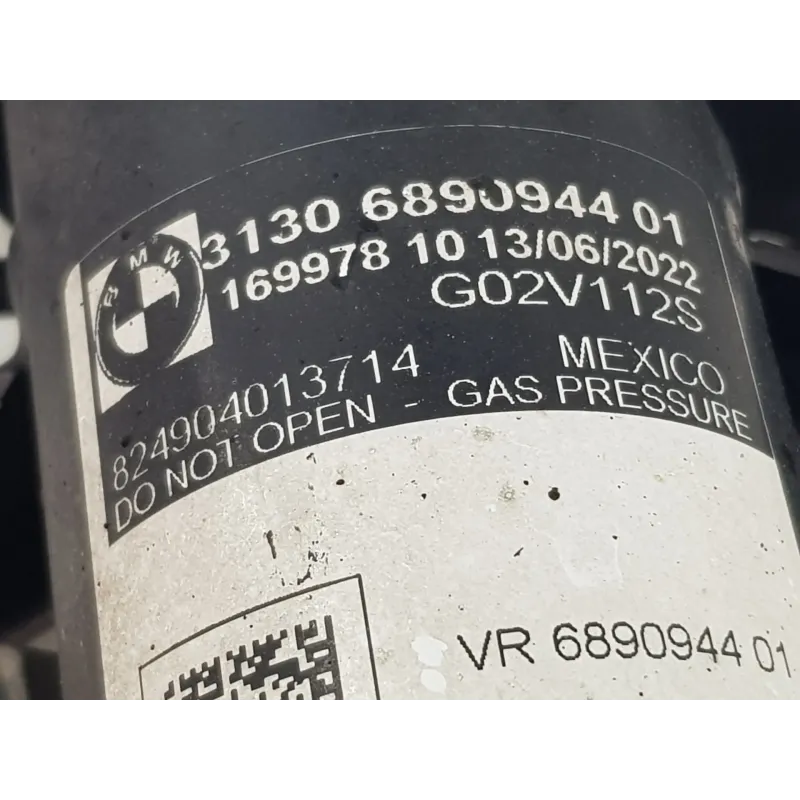 BMW
3130 6890944 01
169978 10 13/06/2022
G02V112S
824904013714 MEXICO
DO NOT OPEN - GAS PRESSURE
VR 6890944 01